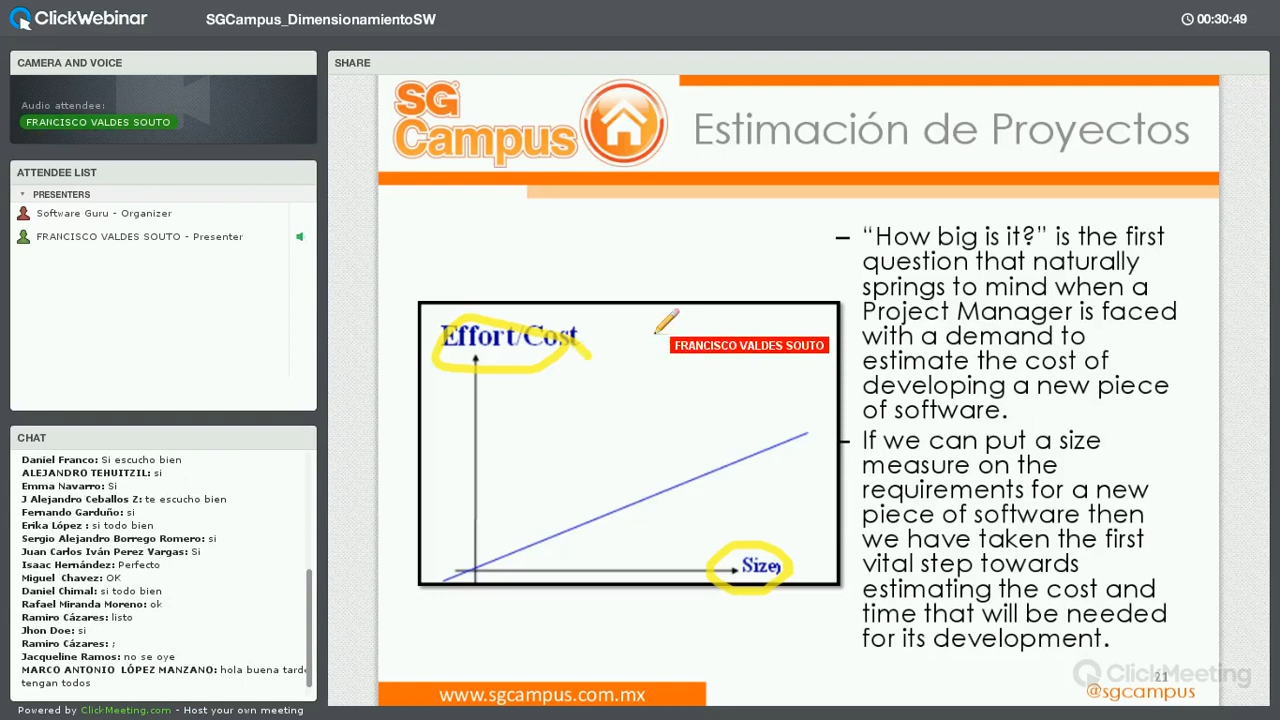 ClickWebinar
SGCampus_DimensionamientoSW
00:30:49
CAMERA AND VOICE
Audio attendee:
FRANCISCO VALDES SOUTO
ATTENDEE LIST
PRESENTERS
Software Guru - Organizer
FRANCISCO VALDES SOUTO - Presenter
CHAT
Daniel Franco: Si escucho bien
ALEJANDRO TEHUITZIL: si
Emma Navarro: Si
J Alejandro Ceballos Z: te escucho bien
Fernando Garduño: si
Erika López : si todo bien
Sergio Alejandro Borrego Romero: si
Juan Carlos Iván Perez Vargas: Si
Isaac Hernández: Perfecto
Miguel Chavez: OK
Daniel Chimal: si todo bien
Rafael Miranda Moreno: ok
Ramiro Cázares: listo
Jhon Doe: si
Ramiro Cázares: ;
Jacqueline Ramos: no se oye
MARCO ANTONIO LÓPEZ MANZANO: hola buena tarde
tengan todos
Powered by ClickMeeting.com - Host your own meeting
SHARE
SG
Campus
Estimación de Proyectos
Effort/Cost
FRANCISCO VALDES SOUTO
Size
– “How big is it?” is the first
question that naturally
springs to mind when a
Project Manager is faced
with a demand to
estimate the cost of
developing a new piece
of software.
– If we can put a size
measure on the
requirements for a new
piece of software then
we have taken the first
vital step towards
estimating the cost and
time that will be needed
for its development.
ClickMeeting
21
www.sgcampus.com.mx
@sgcampus